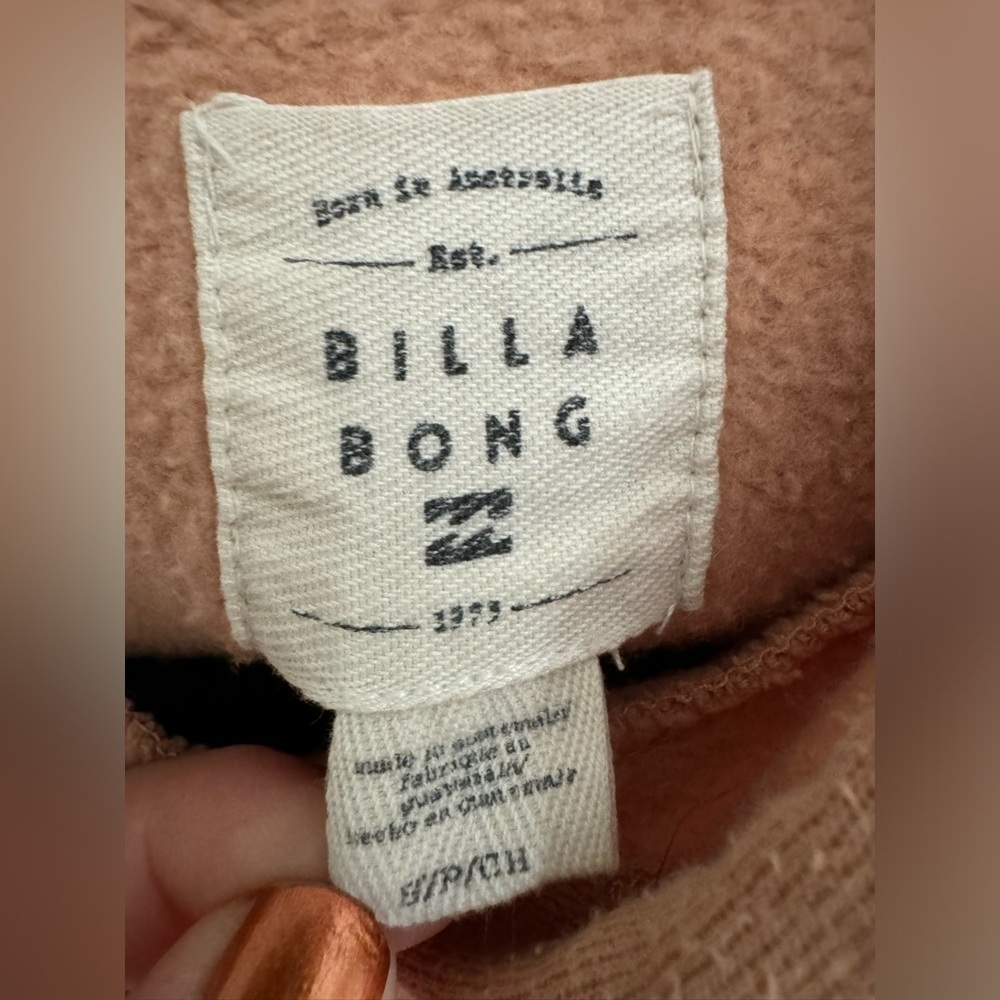 Born in Australia
Est.
BILLA
BONG
1973
made in guatemala/
fabriqué au
guatemala/
hecho en guatemala
S/P/CH